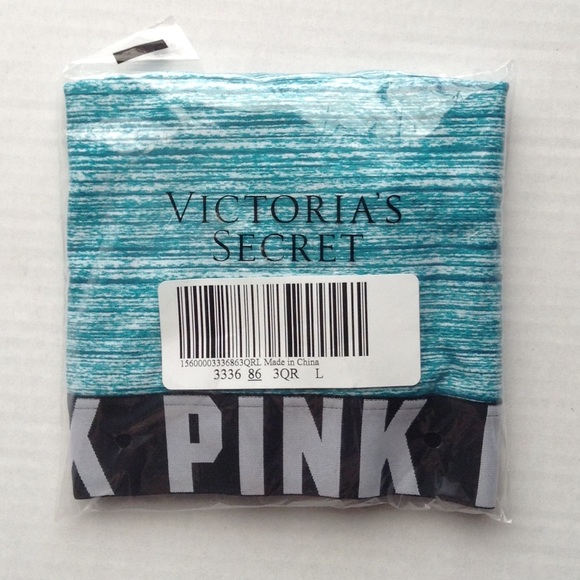 VICTORIA'S
SECRET
15600003336863QRL Made in China
3336 86 3QR L
K PINK